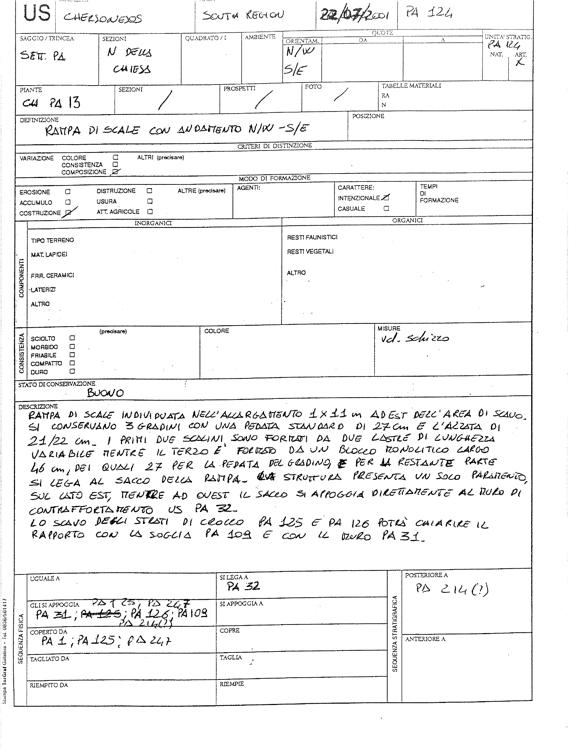 US CHERSONESOS SOUTH REGION 22/07/2001 PA 124
SAGGIO / TRINCEA SEZIONI QUADRATO / I AMBIENTE ORIENTAM. QUOTE UNITA' STRATIG.
DA A
SETT. PA N DELLA CHIESA N/W S/E PA 124
NAT. ART.
X
PIANTE SEZIONI PROSPETTI FOTO TABELLE MATERIALI
CH PA 13 / / / RA
N
DEFINIZIONE POSIZIONE
RAMPA DI SCALE CON ANDAMENTO N/W - S/E
CRITERI DI DISTINZIONE
VARIAZIONE COLORE ALTRI (precisare)
CONSISTENZA
COMPOSIZIONE
MODO DI FORMAZIONE
EROSIONE DISTRUZIONE ALTRE (precisare) AGENTI: CARATTERE: TEMPI
ACCUMULO USURA INTENZIONALE DI
COSTRUZIONE ATT. AGRICOLE CASUALE FORMAZIONE
INORGANICI ORGANICI
COMPONENTI
TIPO TERRENO RESTI FAUNISTICI
MAT. LAPIDEI RESTI VEGETALI
FRR. CERAMICI ALTRO
LATERIZI
ALTRO
CONSISTENZA
(precisare) COLORE MISURE
SCIOLTO vd. schizzo
MORBIDO
FRIABILE
COMPATTO
DURO
STATO DI CONSERVAZIONE
BUONO
DESCRIZIONE
RAMPA DI SCALE INDIVIDUATA NELL'ALLARGAMENTO 1X11 m AD EST DELL'AREA DI SCAVO.
SI CONSERVANO 3 GRADINI CON UNA PEDATA STANDARD DI 27 cm E L'ALZATA DI
21/22 cm. I PRIMI DUE SCALINI SONO FORMATI DA DUE LASTRE DI LUNGHEZZA
VARIABILE MENTRE IL TERZO E' FORMATO DA UN BLOCCO MONOLITICO LARGO
46 cm, DEI QUALI 27 PER LA PEDATA DEL GRADINO, E PER LA RESTANTE PARTE
SI LEGA AL SACCO DELLA RAMPA. STRUTTURA PRESENTA UN SOLO PARAMENTO,
SUL LATO EST, MENTRE AD OUEST IL SACCO SI APPOGGIA DIRETTAMENTE AL MURO DI
CONTRAFFORTAMENTO US PA 32.
LO SCAVO DEGLI STRATI DI CROLLO PA 125 E PA 126 POTRÀ CHIARIRE IL
RAPPORTO CON LA SOGLIA PA 109 E CON IL MURO PA 31.
SEQUENZA FISICA
UGUALE A SI LEGA A
PA 32
GLI SI APPOGGIA PA 125; PA 247 SI APPOGGIA A
PA 31; PA 125; PA 126; PA109
PA 214(?)
COPERTO DA COPRE
PA 1; PA125; PA 247
TAGLIATO DA TAGLIA
RIEMPITO DA RIEMPIE
SEQUENZA STRATIGRAFICA
POSTERIORE A
PA 214(?)
ANTERIORE A